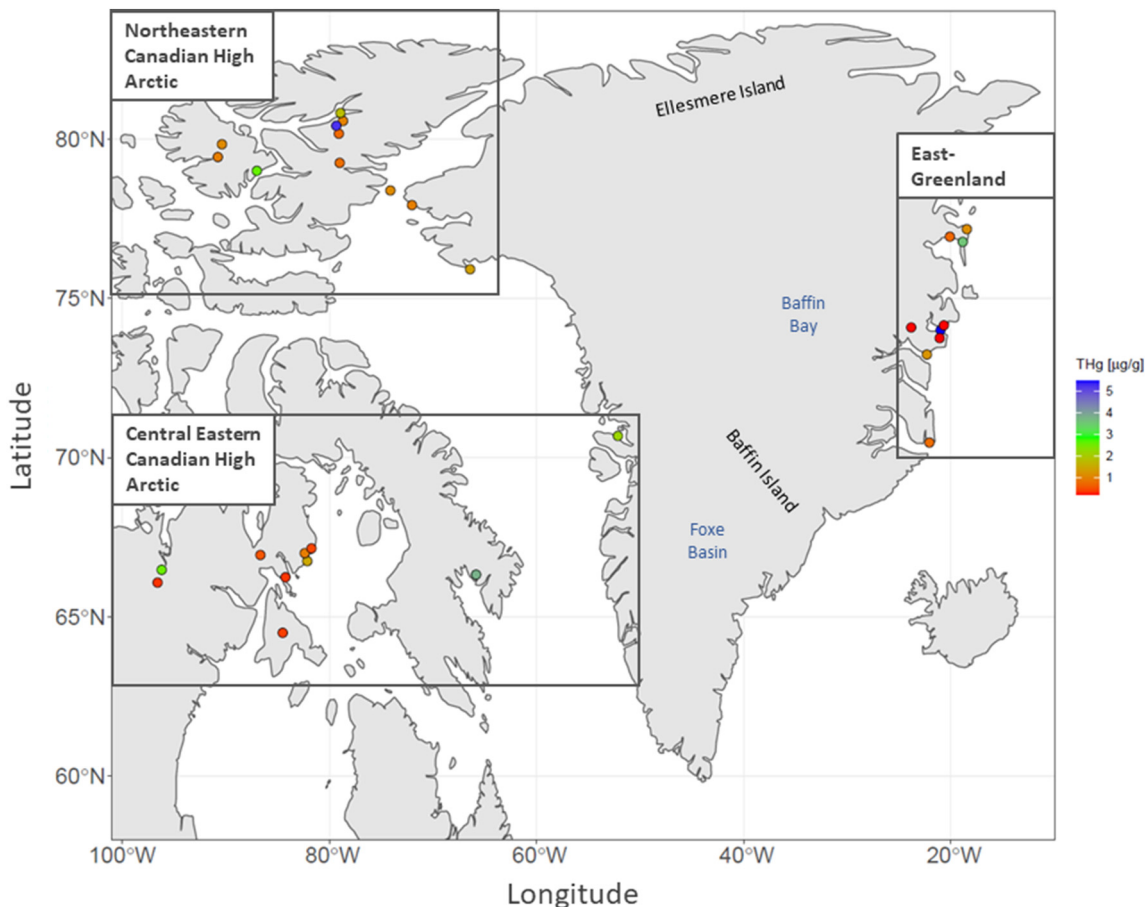 Northeastern
Canadian High
Arctic
Ellesmere Island
80°N
East-
Greenland
75°N
Baffin
Bay
THg [µg/g]
5
4
3
2
1
Central Eastern
Canadian High
Arctic
Latitude
70°N
Baffin Island
Foxe
Basin
65°N
60°N
100°W
80°W
60°W
40°W
20°W
Longitude